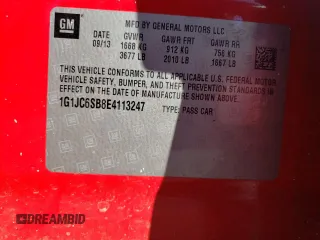 GM
MFD BY GENERAL MOTORS LLC
DATE GVWR GAWR FRT GAWR RR
09/13 1668 KG 912 KG 756 KG
3677 LB 2010 LB 1667 LB
THIS VEHICLE CONFORMS TO ALL APPLICABLE U.S. FEDERAL MOTOR
VEHICLE SAFETY, BUMPER, AND THEFT PREVENTION STANDARDS IN
EFFECT ON THE DATE OF MANUFACTURE SHOWN ABOVE.
1G1JC6SB8E4113247
TYPE: PASS CAR
DREAMBID